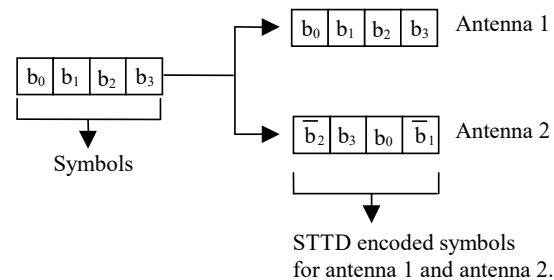 b₀ b₁ b₂ b₃ Antenna 1
b₀ b₁ b₂ b₃
b̅₂ b₃ b₀ b̅₁ Antenna 2
Symbols
STTD encoded symbols
for antenna 1 and antenna 2.